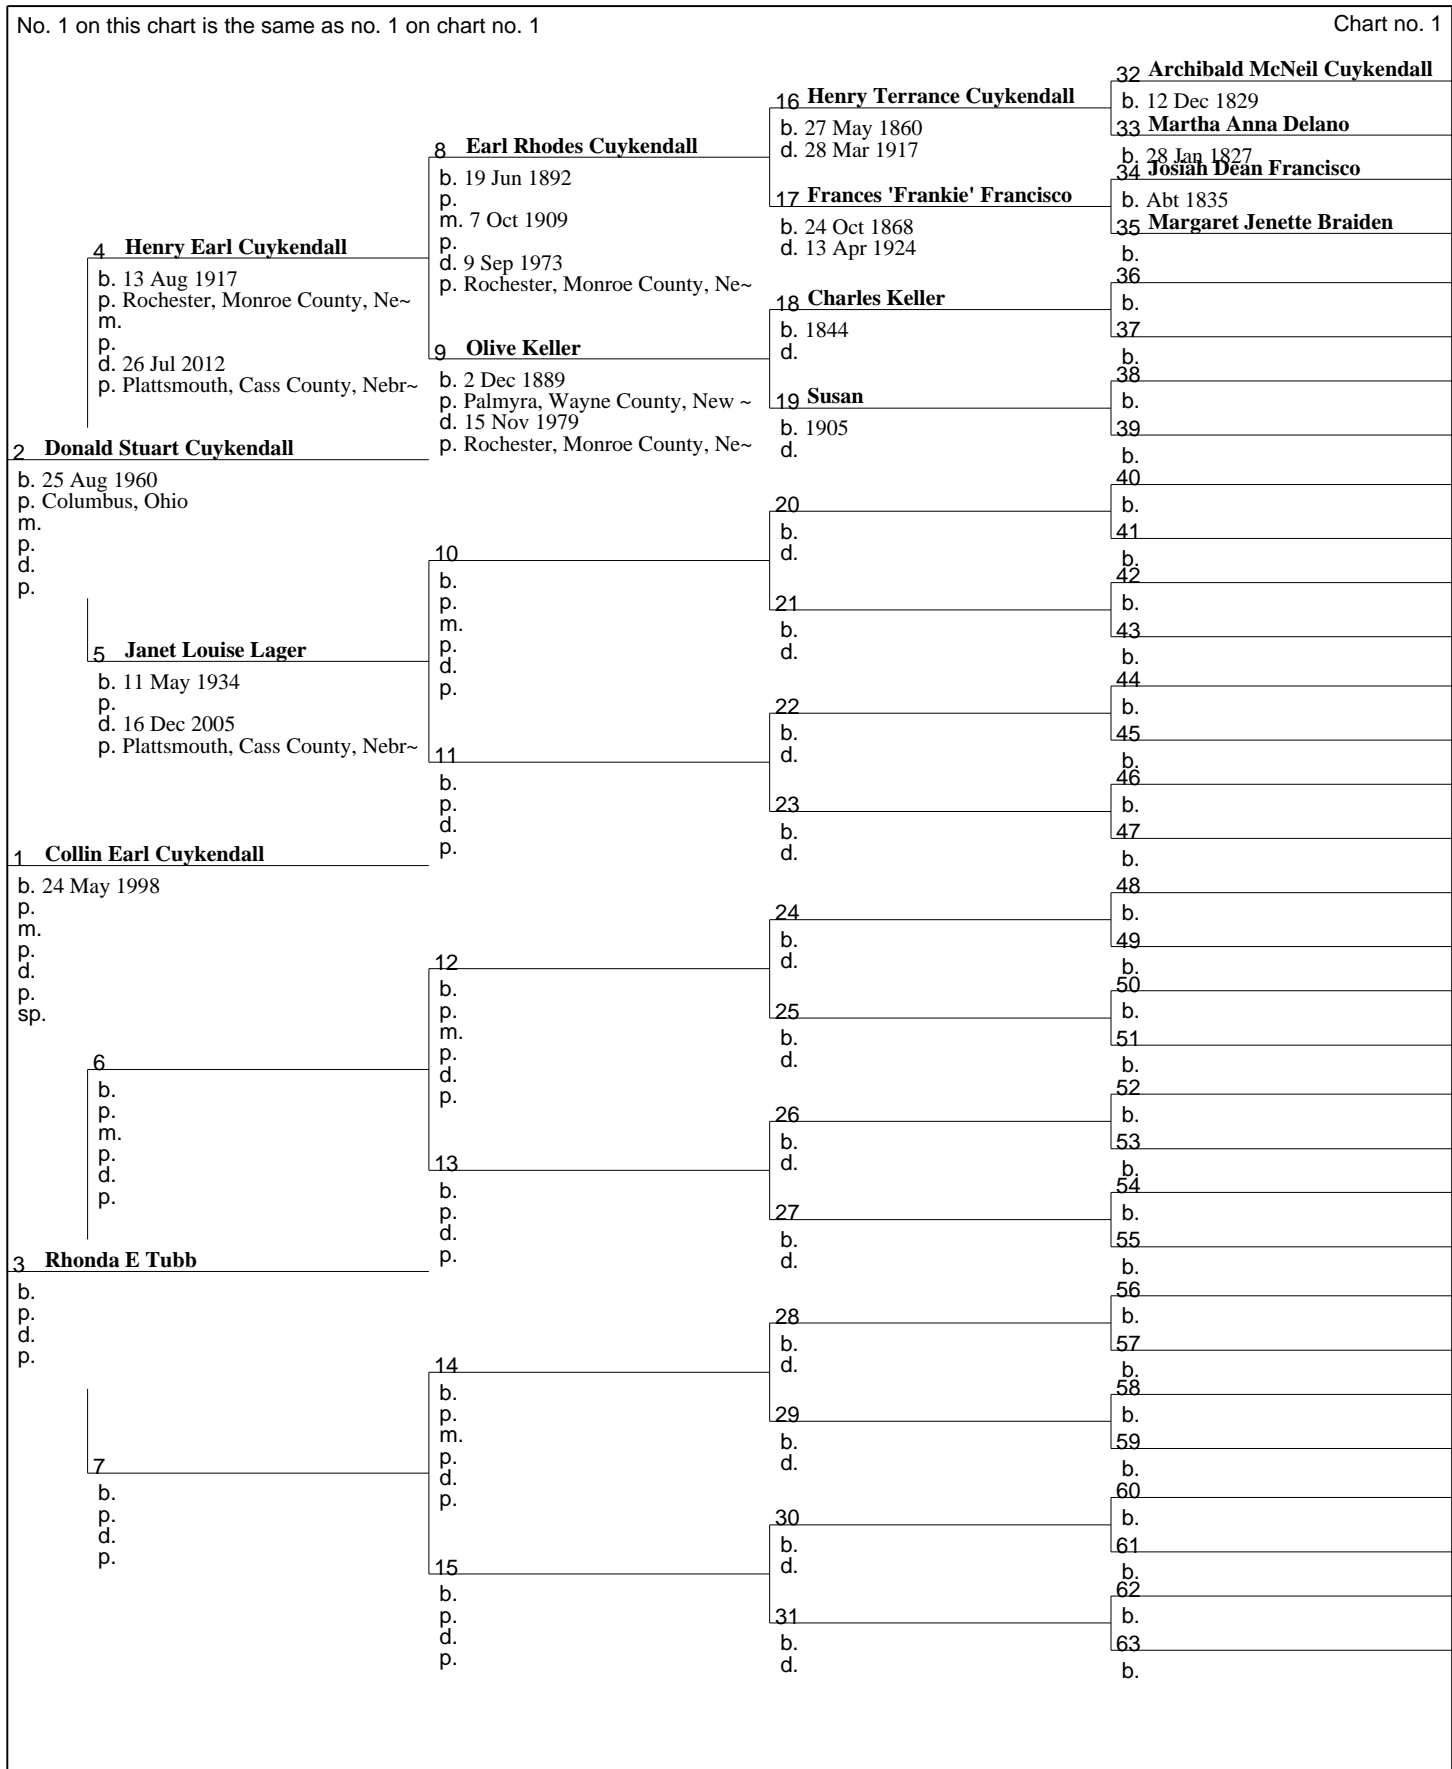 No. 1 on this chart is the same as no. 1 on chart no. 1
Chart no. 1
2 Donald Stuart Cuykendall
b. 25 Aug 1960
p. Columbus, Ohio
m.
p.
d.
p.
1 Collin Earl Cuykendall
b. 24 May 1998
p.
m.
p.
d.
p.
sp.
3 Rhonda E Tubb
b.
p.
d.
p.
4 Henry Earl Cuykendall
b. 13 Aug 1917
p. Rochester, Monroe County, Ne~
m.
p.
d. 26 Jul 2012
p. Plattsmouth, Cass County, Nebr~
5 Janet Louise Lager
b. 11 May 1934
p.
d. 16 Dec 2005
p. Plattsmouth, Cass County, Nebr~
6
b.
p.
m.
p.
d.
p.
7
b.
p.
d.
p.
8 Earl Rhodes Cuykendall
b. 19 Jun 1892
p.
m. 7 Oct 1909
p.
d. 9 Sep 1973
p. Rochester, Monroe County, Ne~
9 Olive Keller
b. 2 Dec 1889
p. Palmyra, Wayne County, New ~
d. 15 Nov 1979
p. Rochester, Monroe County, Ne~
10
b.
p.
m.
p.
d.
p.
11
b.
p.
d.
p.
12
b.
p.
m.
p.
d.
p.
13
b.
p.
d.
p.
14
b.
p.
m.
p.
d.
p.
15
b.
p.
d.
p.
16 Henry Terrance Cuykendall
b. 27 May 1860
d. 28 Mar 1917
17 Frances 'Frankie' Francisco
b. 24 Oct 1868
d. 13 Apr 1924
18 Charles Keller
b. 1844
d.
19 Susan
b. 1905
d.
20
b.
d.
21
b.
d.
22
b.
d.
23
b.
d.
24
b.
d.
25
b.
d.
26
b.
d.
27
b.
d.
28
b.
d.
29
b.
d.
30
b.
d.
31
b.
d.
32 Archibald McNeil Cuykendall
b. 12 Dec 1829
33 Martha Anna Delano
b. 28 Jan 1827
34 Josiah Dean Francisco
b. Abt 1835
35 Margaret Jenette Braiden
b.
36
b.
37
b.
38
b.
39
b.
40
b.
41
b.
42
b.
43
b.
44
b.
45
b.
46
b.
47
b.
48
b.
49
b.
50
b.
51
b.
52
b.
53
b.
54
b.
55
b.
56
b.
57
b.
58
b.
59
b.
60
b.
61
b.
62
b.
63
b.